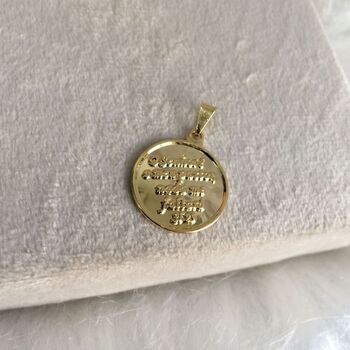 O Senhor é
o meu pastor,
nada me
faltará